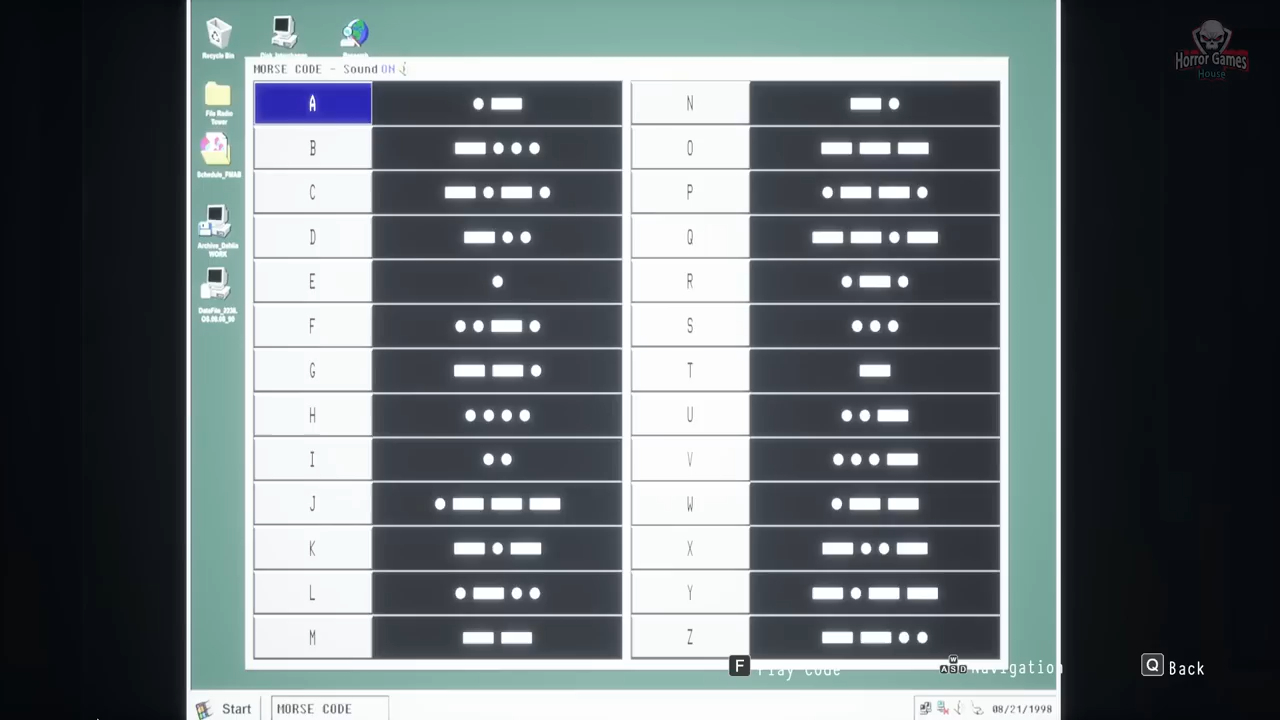 Recycle Bin
Horror Games
House
MORSE CODE - Sound ON
File Radio
Tower
Schedule_PMAB
Archive_Dahlia
WORK
A
B
C
D
E
F
G
H
I
J
K
L
M
N
O
P
Q
R
S
T
U
V
W
X
Y
Z
F Play Code
W
A S D Navigation
Q Back
Start
MORSE CODE
08/21/1998